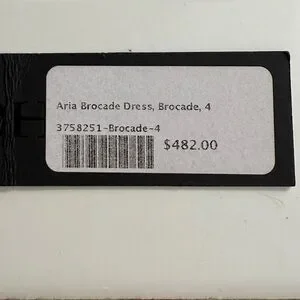 Aria Brocade Dress, Brocade, 4
3758251-Brocade-4
$482.00